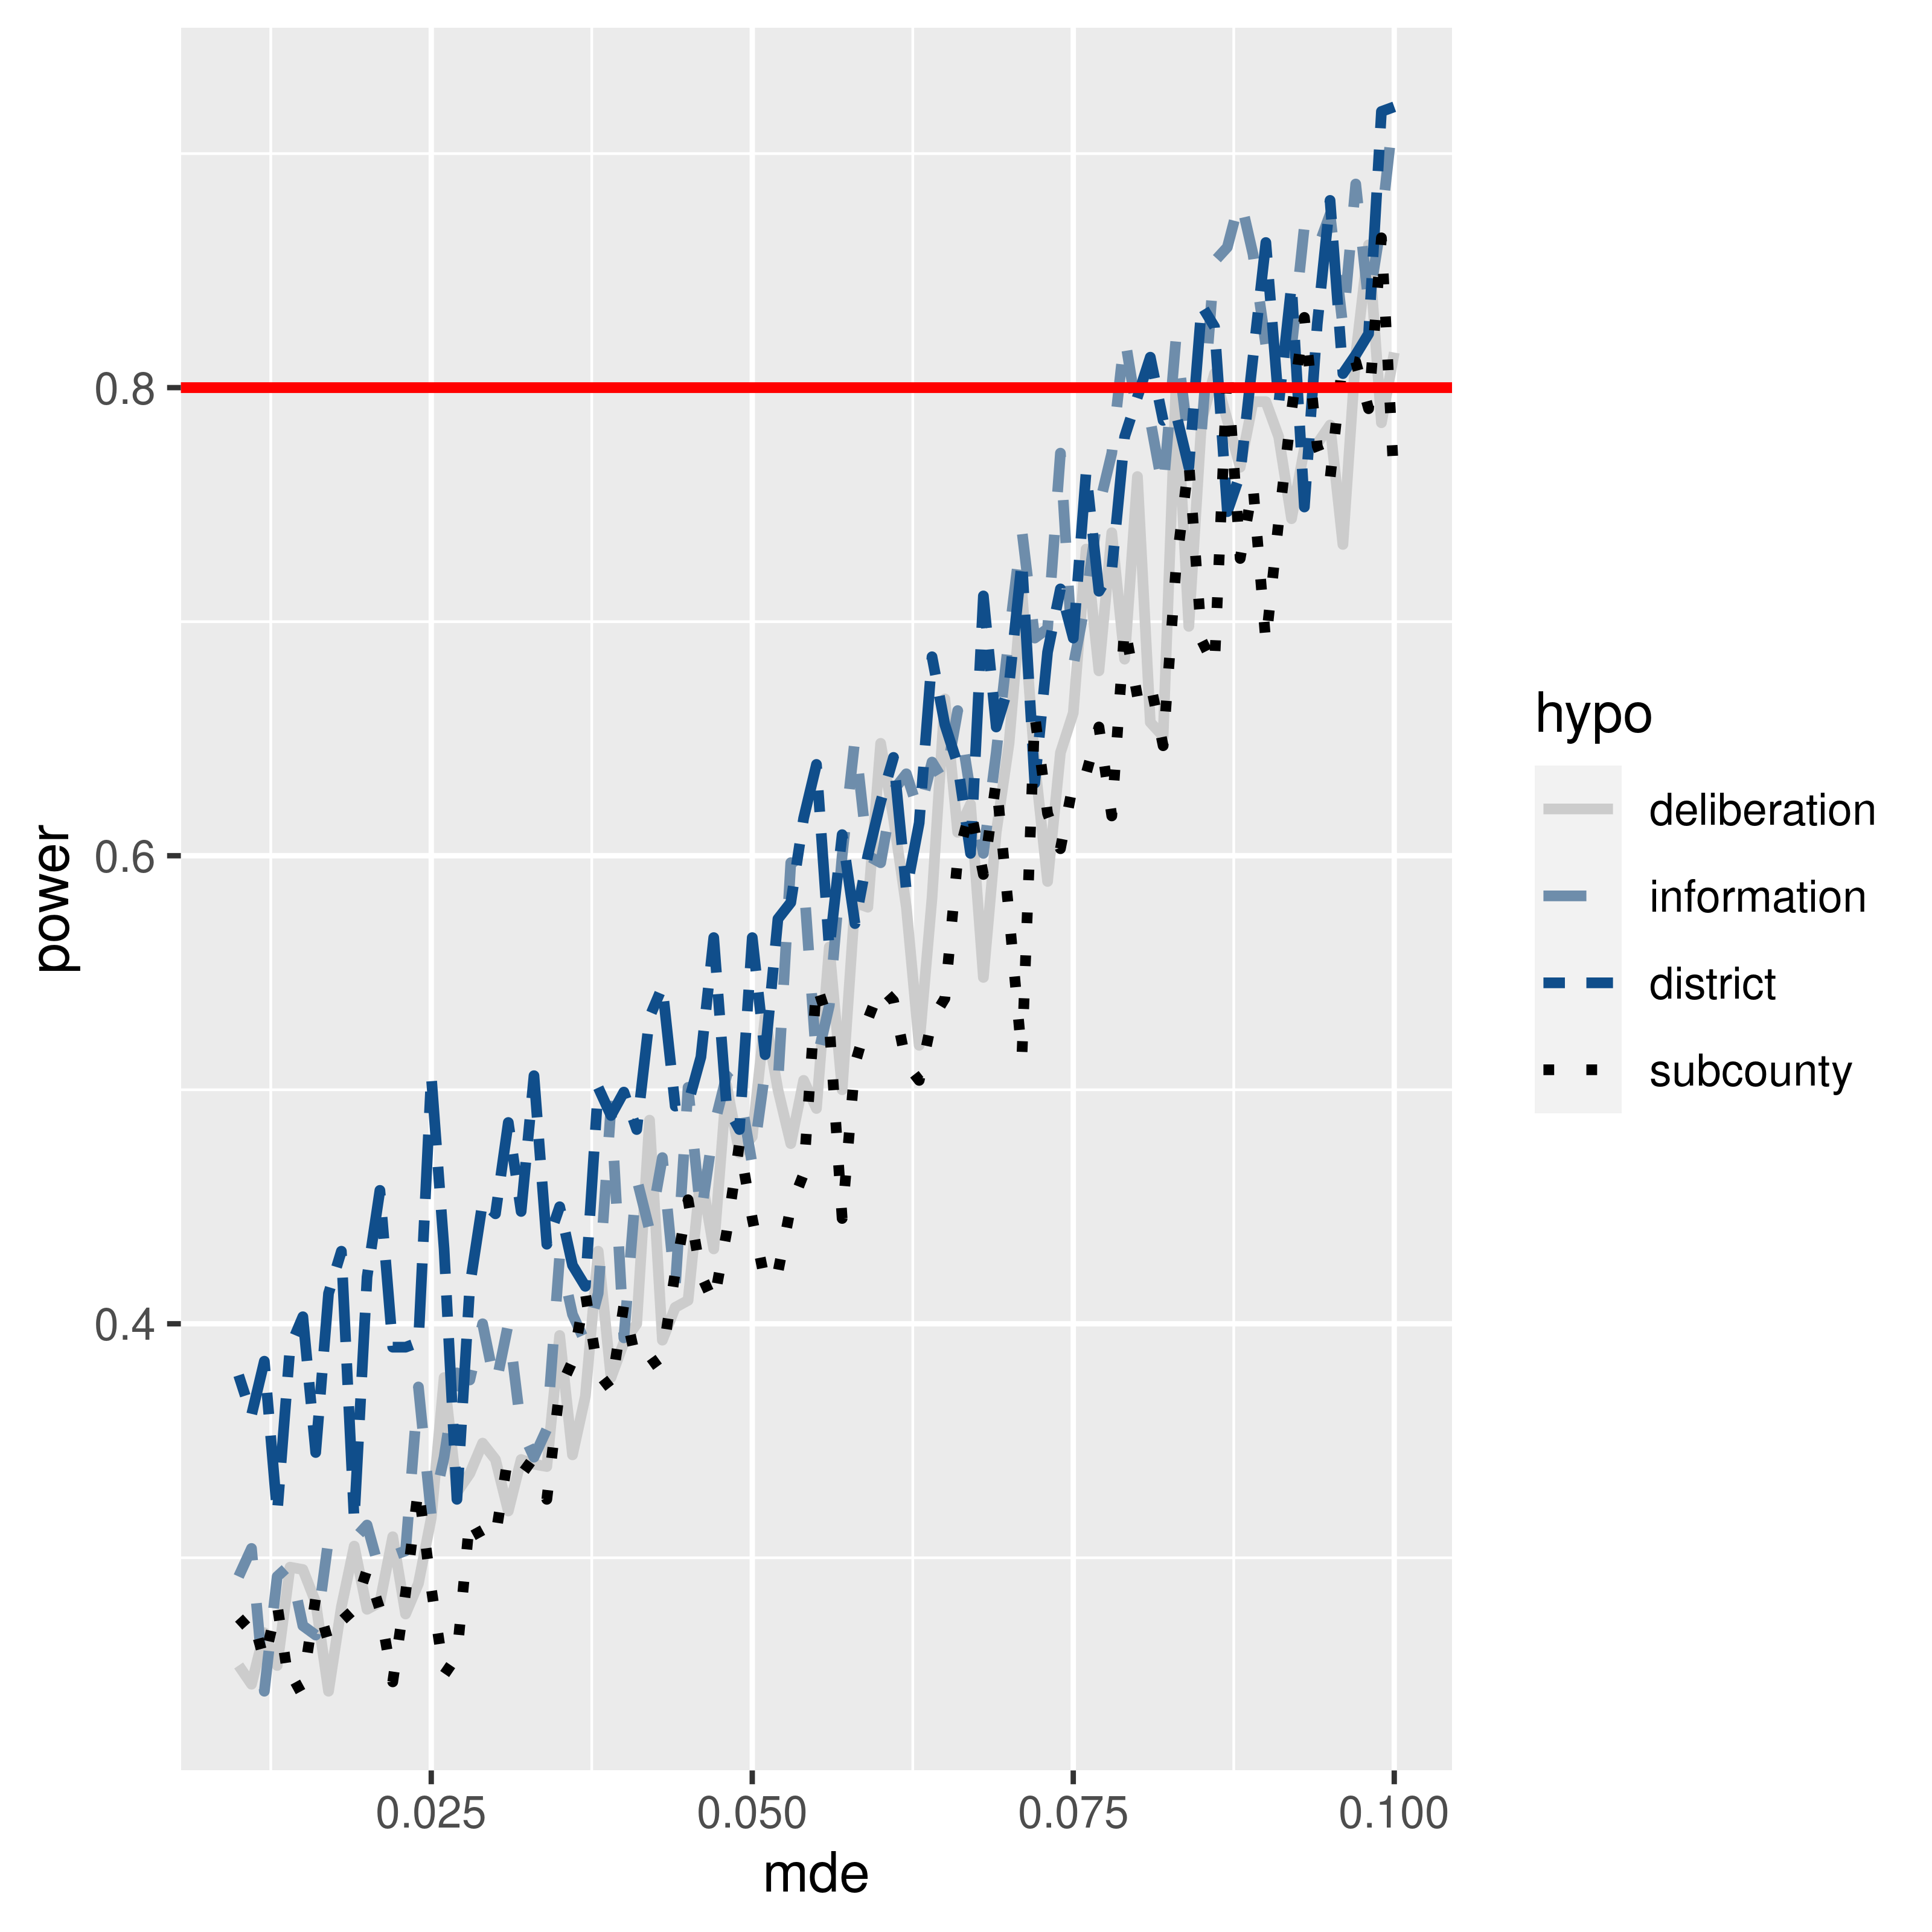 power
0.8
0.6
0.4
0.025
0.050
0.075
0.100
mde
hypo
deliberation
information
district
subcounty